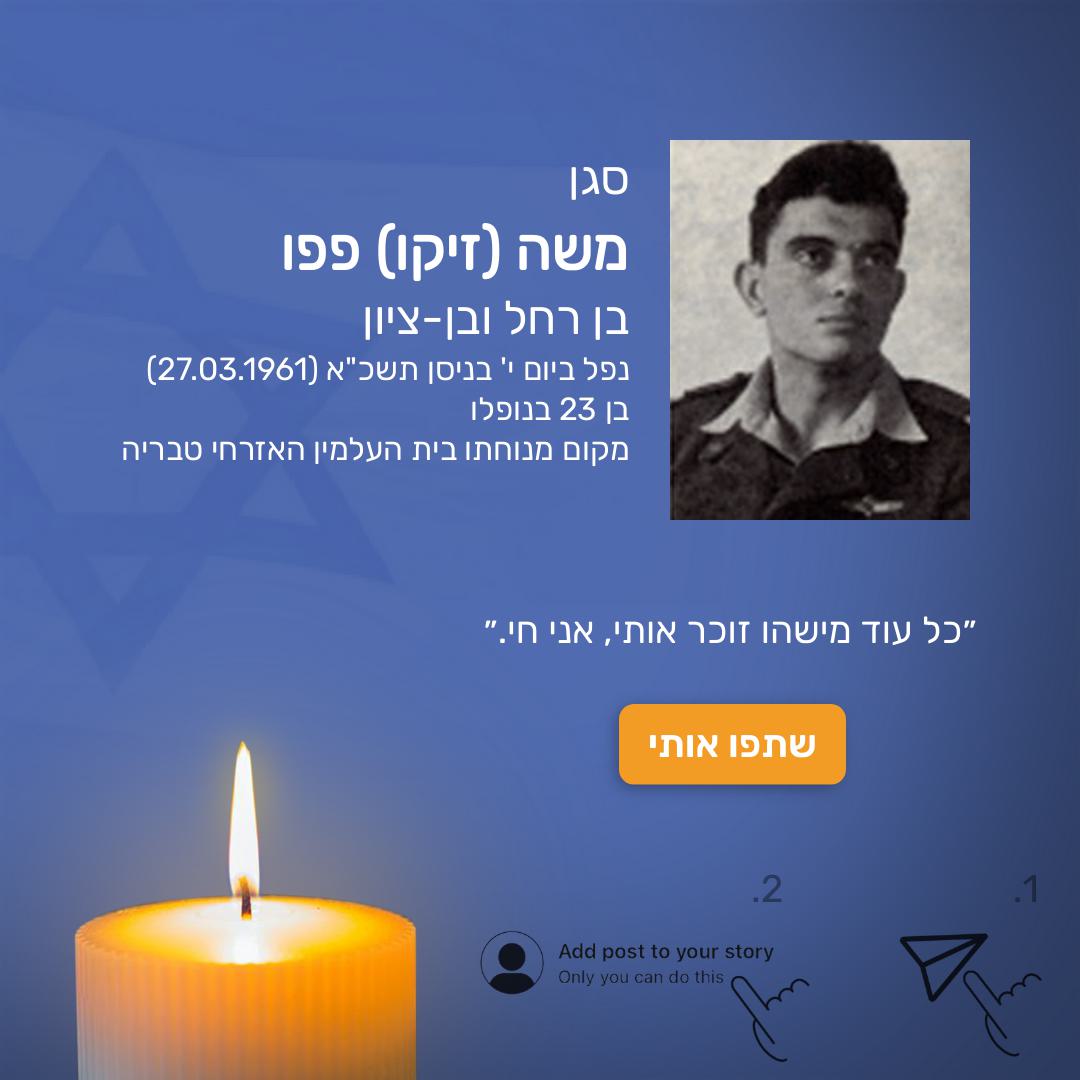 סגן
משה (זיקו) פפו
בן רחל ובן-ציון
נפל ביום י' בניסן תשכ"א (27.03.1961)
בן 23 בנופלו
מקום מנוחתו בית העלמין האזרחי טבריה
״כל עוד מישהו זוכר אותי, אני חי.״
שתפו אותי
1.
2.
Add post to your story
Only you can do this